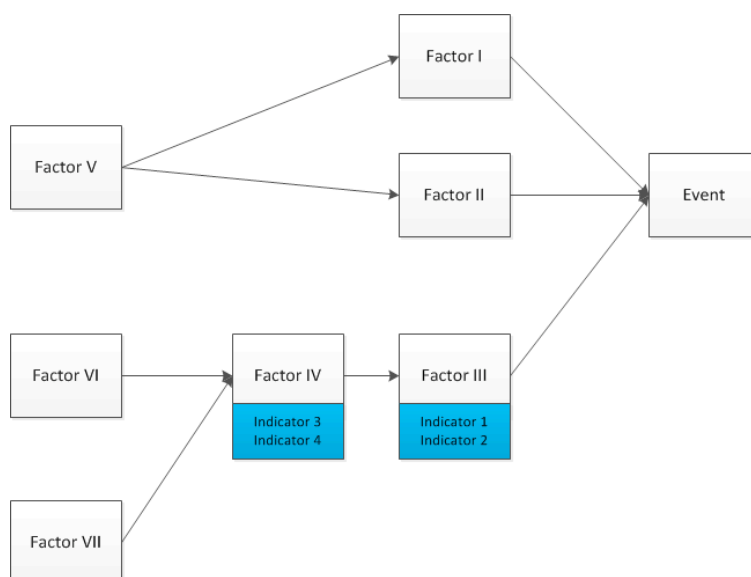 Factor I
Factor V
Factor II
Event
Factor VI
Factor IV
Factor III
Indicator 3
Indicator 4
Indicator 1
Indicator 2
Factor VII